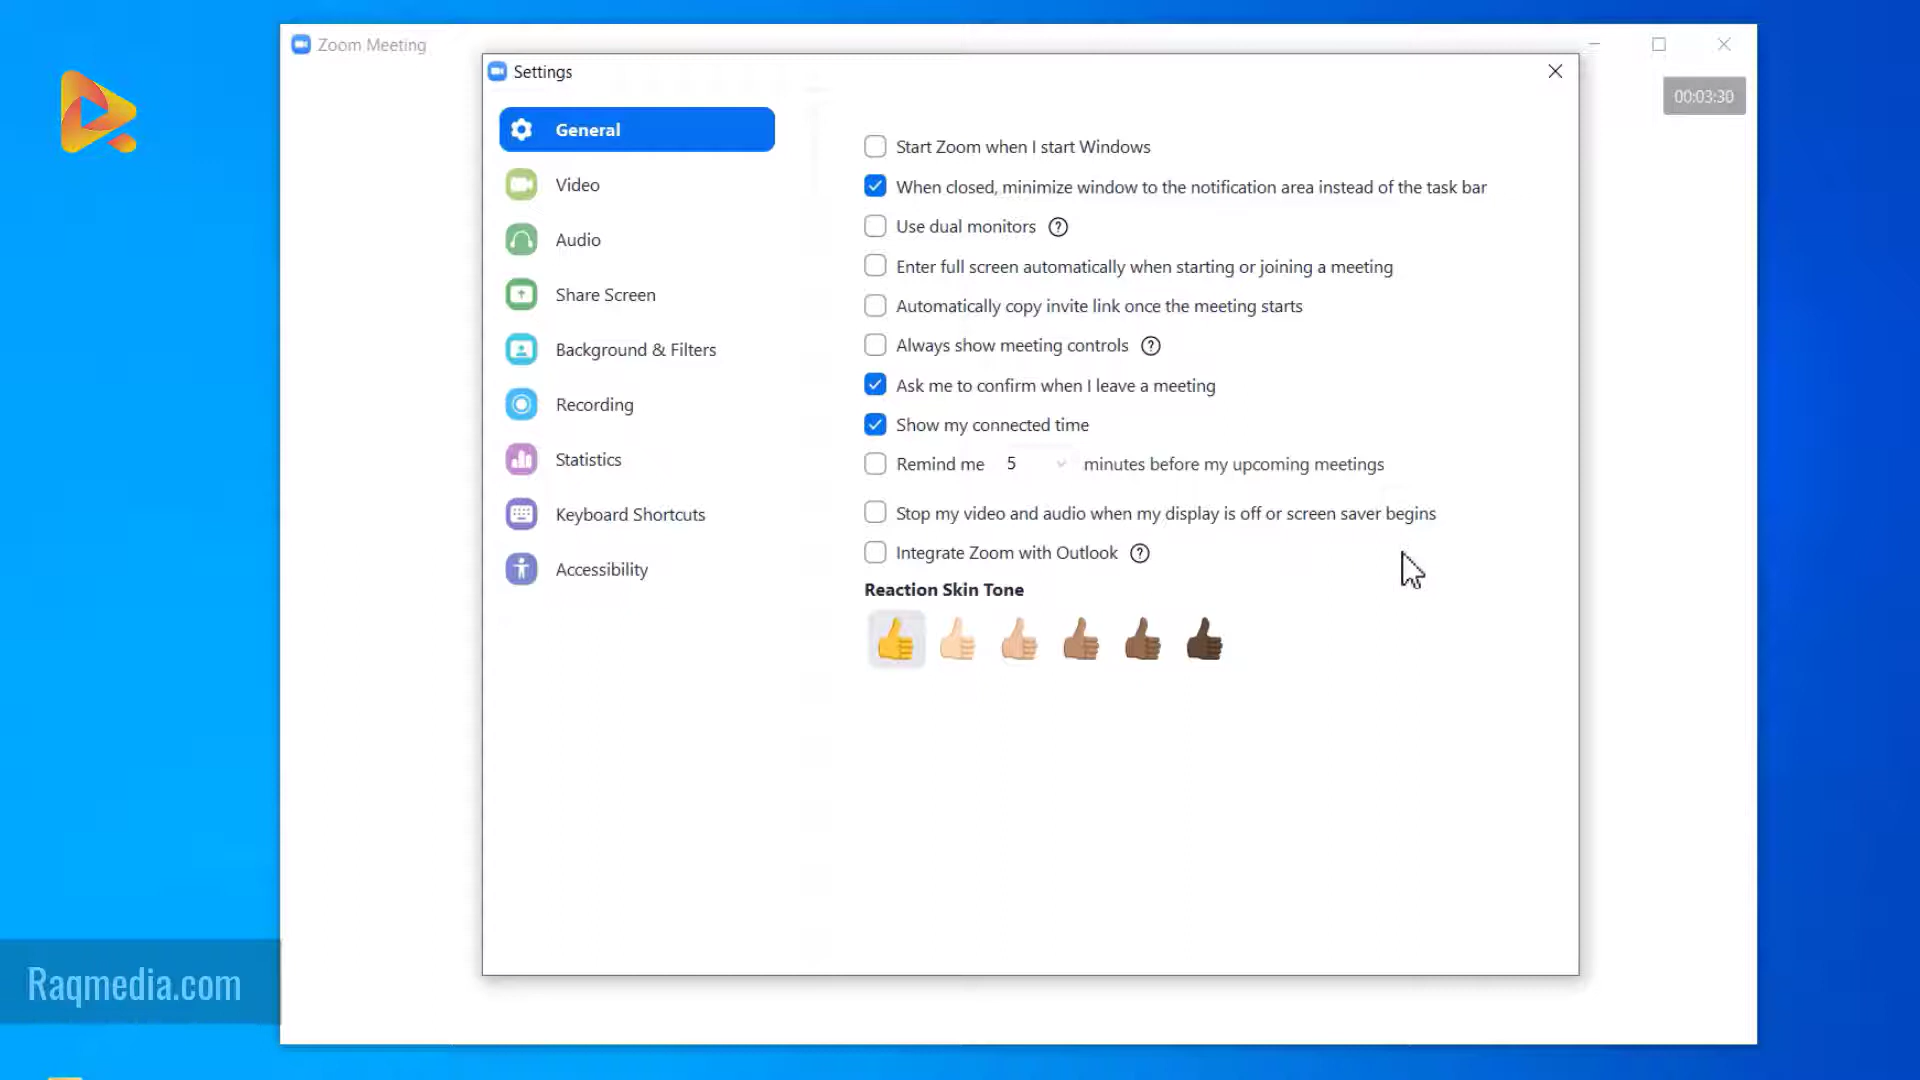 Zoom Meeting
Settings
00:03:30
General
Video
Audio
Share Screen
Background & Filters
Recording
Statistics
Keyboard Shortcuts
Accessibility
Start Zoom when I start Windows
When closed, minimize window to the notification area instead of the task bar
Use dual monitors ?
Enter full screen automatically when starting or joining a meeting
Automatically copy invite link once the meeting starts
Always show meeting controls ?
Ask me to confirm when I leave a meeting
Show my connected time
Remind me 5 minutes before my upcoming meetings
Stop my video and audio when my display is off or screen saver begins
Integrate Zoom with Outlook ?
Reaction Skin Tone
Raqmedia.com